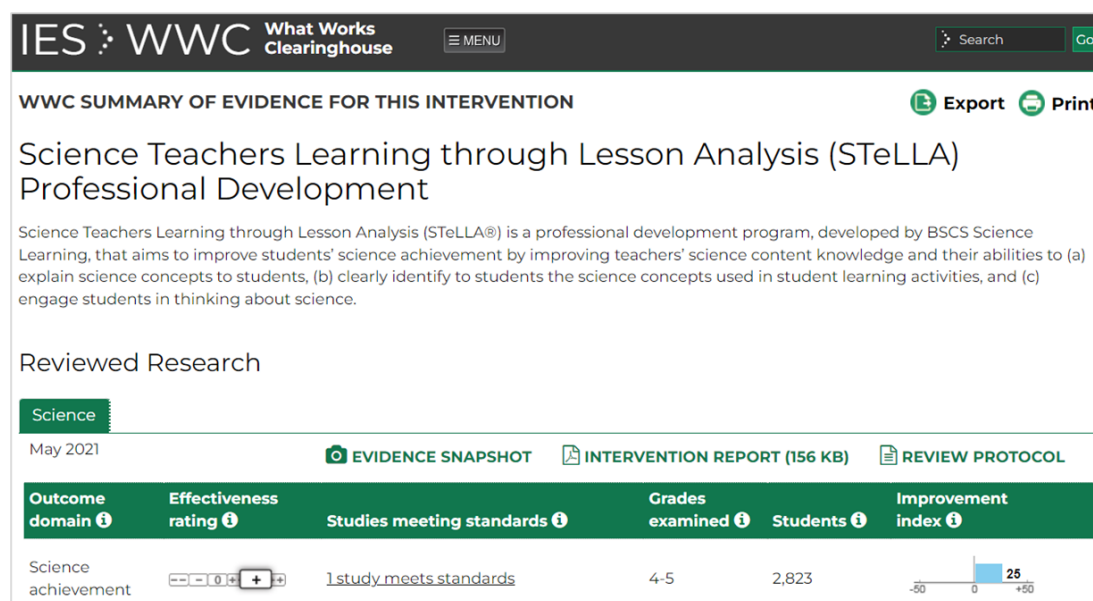 IES WWC What Works Clearinghouse
≡ MENU
Search
Go
WWC SUMMARY OF EVIDENCE FOR THIS INTERVENTION
Export
Print
Science Teachers Learning through Lesson Analysis (STeLLA)
Professional Development
Science Teachers Learning through Lesson Analysis (STeLLA®) is a professional development program, developed by BSCS Science
Learning, that aims to improve students' science achievement by improving teachers' science content knowledge and their abilities to (a)
explain science concepts to students, (b) clearly identify to students the science concepts used in student learning activities, and (c)
engage students in thinking about science.
Reviewed Research
Science
May 2021
EVIDENCE SNAPSHOT
INTERVENTION REPORT (156 KB)
REVIEW PROTOCOL
Outcome domain
Effectiveness rating
Studies meeting standards
Grades examined
Students
Improvement index
Science achievement
-- - 0 + + ++
1 study meets standards
4-5
2,823
25
-50 0 +50